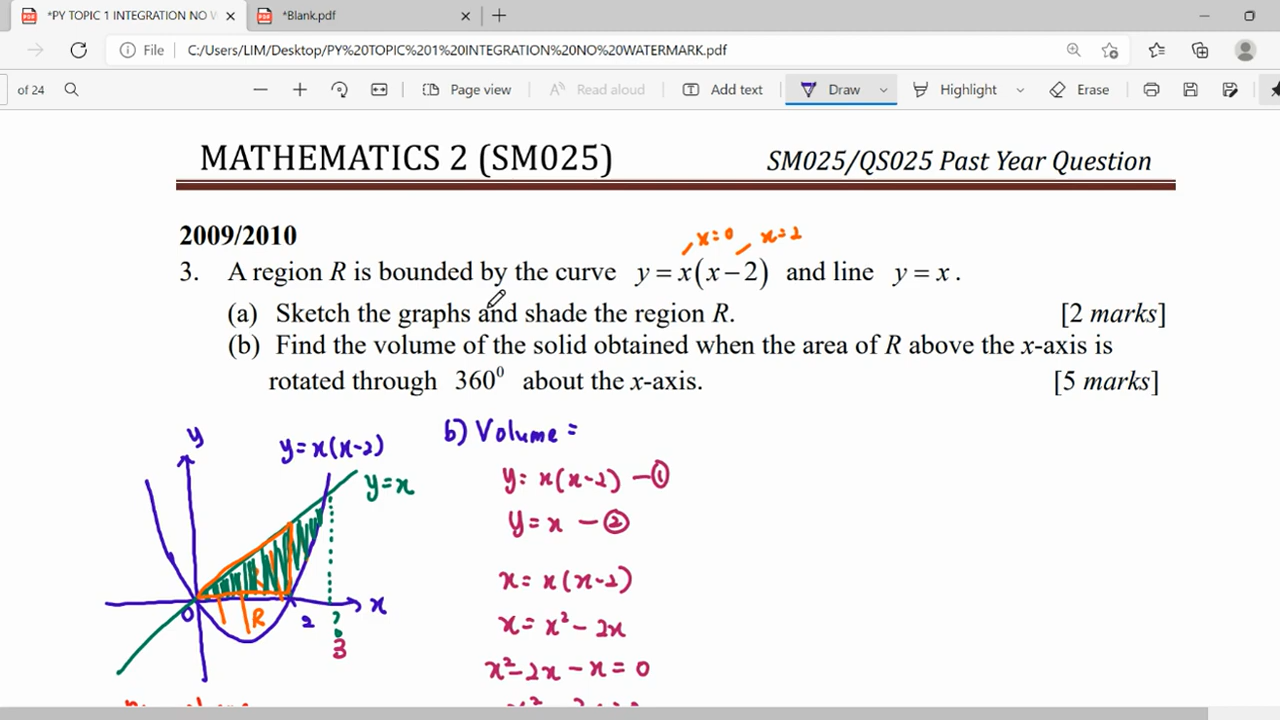 *PY TOPIC 1 INTEGRATION NO W
*Blank.pdf
File C:/Users/LIM/Desktop/PY%20TOPIC%201%20INTEGRATION%20NO%20WATERMARK.pdf
of 24 Page view Read aloud Add text Draw Highlight Erase
MATHEMATICS 2 (SM025) SM025/QS025 Past Year Question
2009/2010
x=0 x=2
3. A region R is bounded by the curve y = x(x−2) and line y = x.
(a) Sketch the graphs and shade the region R. [2 marks]
(b) Find the volume of the solid obtained when the area of R above the x-axis is
rotated through 360⁰ about the x-axis. [5 marks]
y
y=x(x-2)
y=x
0
R
2
x
?
3
b) Volume =
y= x(x-2) — ①
y= x — ②
x= x(x-2)
x= x² - 2x
x²-2x - x = 0